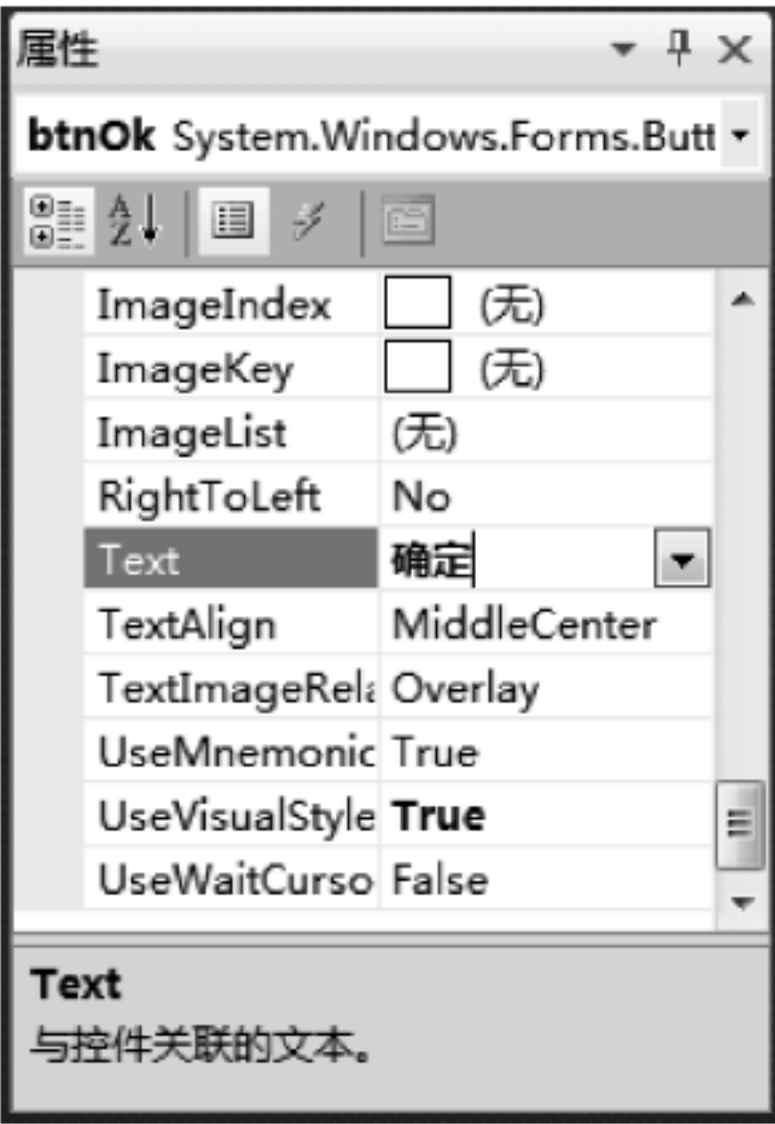 属性
btnOk System.Windows.Forms.Butt
ImageIndex (无)
ImageKey (无)
ImageList (无)
RightToLeft No
Text 确定
TextAlign MiddleCenter
TextImageRela Overlay
UseMnemonic True
UseVisualStyle True
UseWaitCurso False
Text
与控件关联的文本。